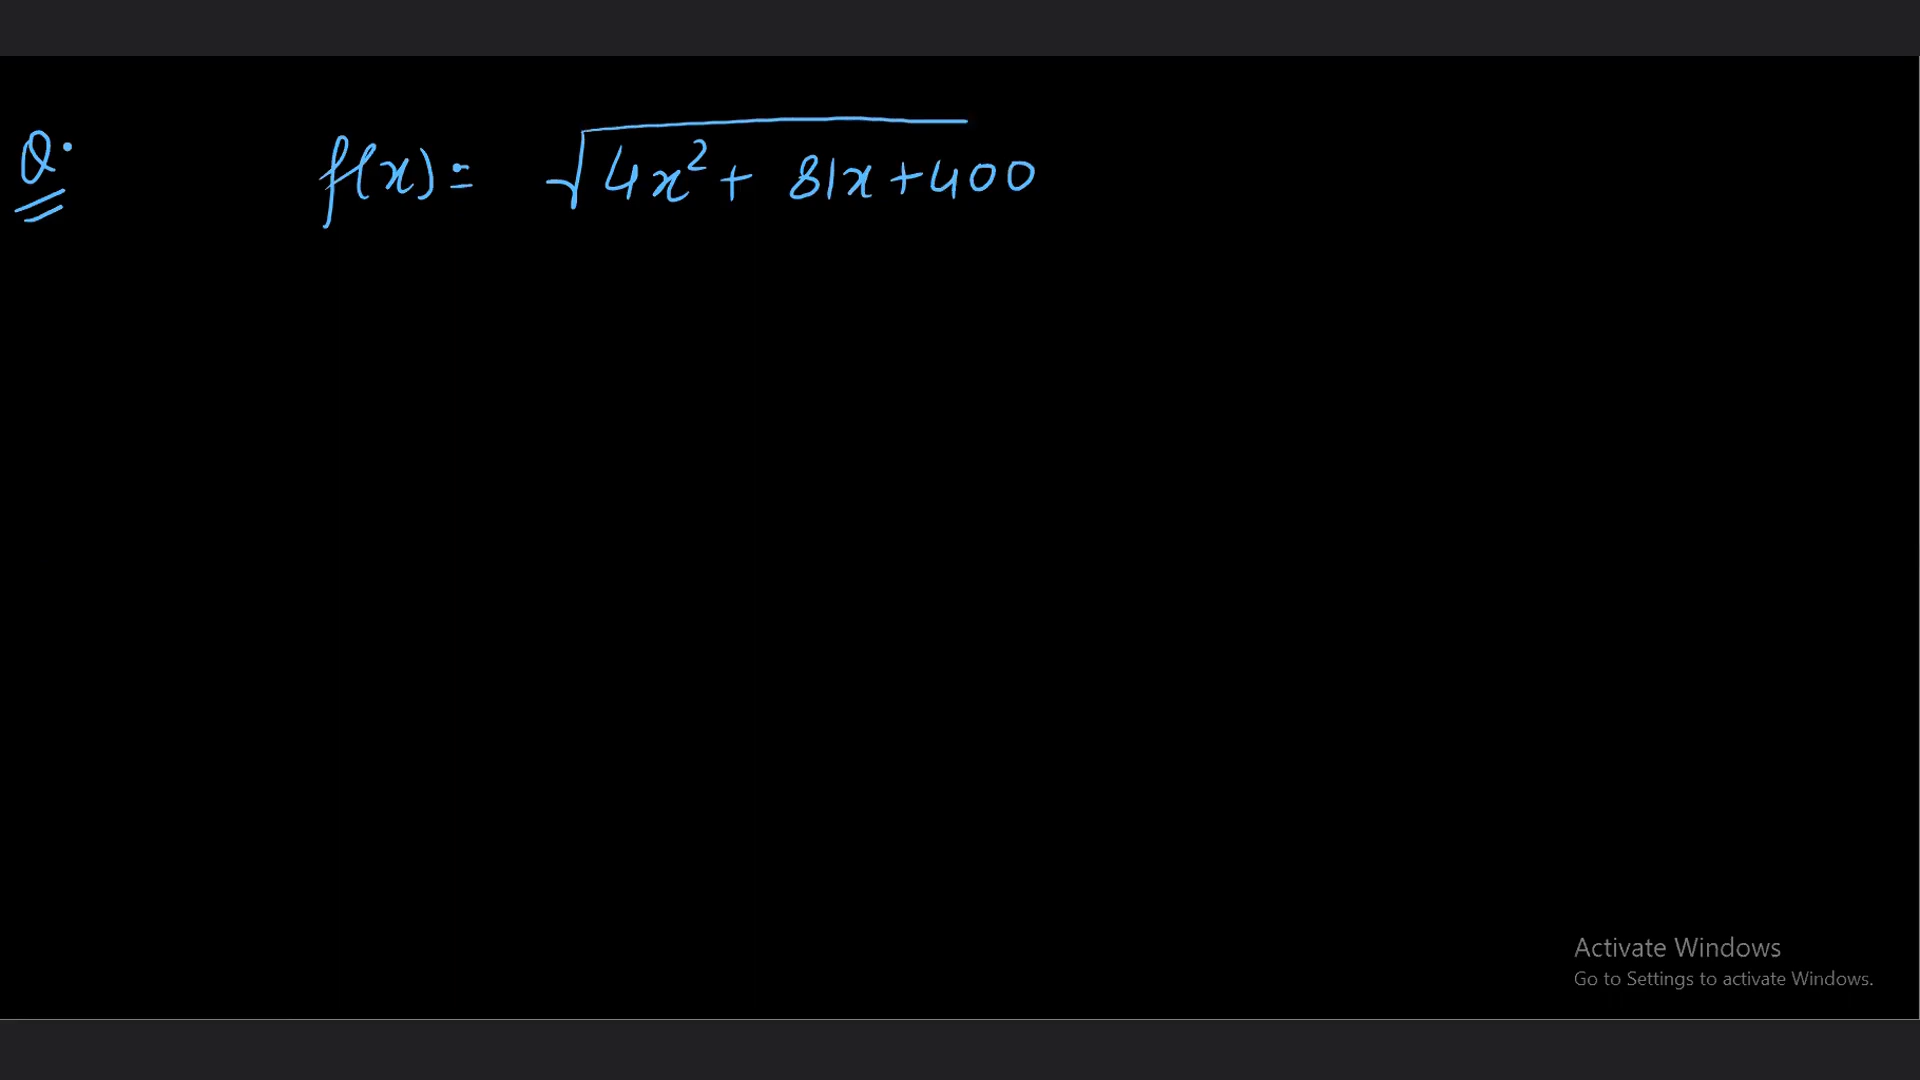 Q. f(x) = √4x² + 81x + 400
Activate Windows
Go to Settings to activate Windows.